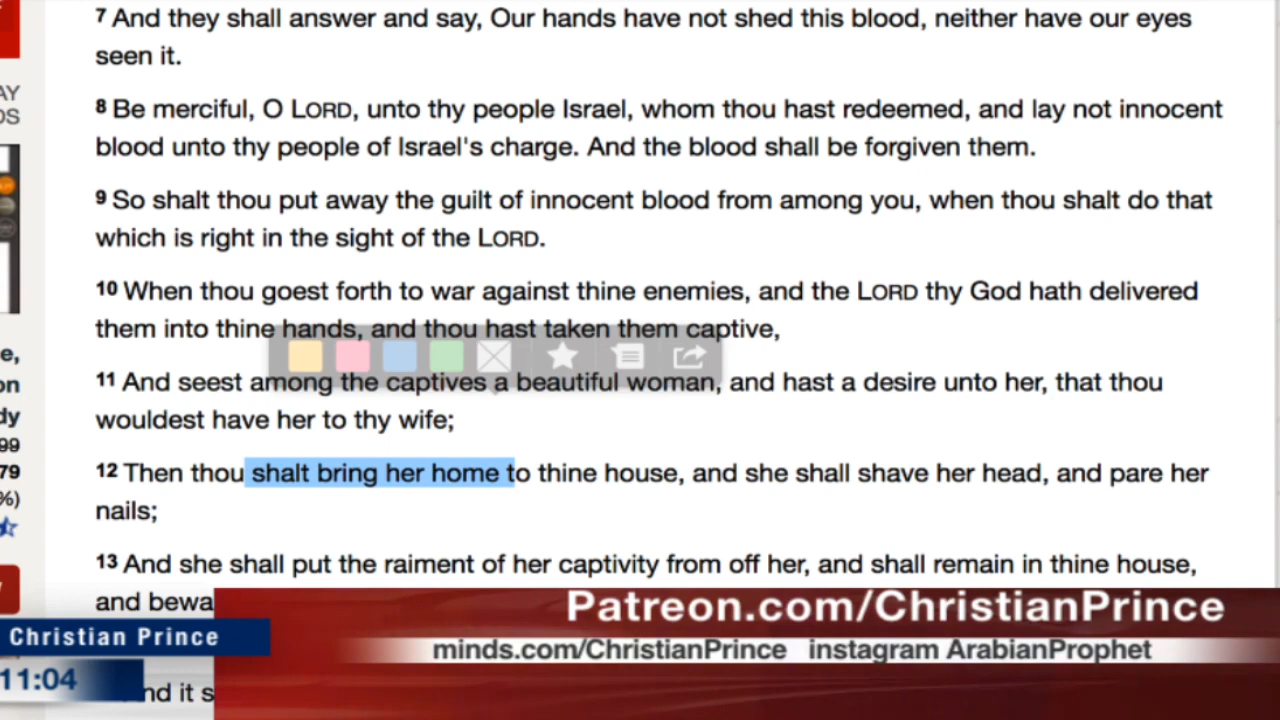 7 And they shall answer and say, Our hands have not shed this blood, neither have our eyes
seen it.
8 Be merciful, O LORD, unto thy people Israel, whom thou hast redeemed, and lay not innocent
blood unto thy people of Israel's charge. And the blood shall be forgiven them.
9 So shalt thou put away the guilt of innocent blood from among you, when thou shalt do that
which is right in the sight of the LORD.
10 When thou goest forth to war against thine enemies, and the LORD thy God hath delivered
them into thine hands, and thou hast taken them captive,
11 And seest among the captives a beautiful woman, and hast a desire unto her, that thou
wouldest have her to thy wife;
12 Then thou shalt bring her home to thine house, and she shall shave her head, and pare her
nails;
13 And she shall put the raiment of her captivity from off her, and shall remain in thine house,
and bewa
nd it s
AY
OS
e,
on
dy
99
79
%)
Patreon.com/ChristianPrince
Christian Prince
minds.com/ChristianPrince instagram ArabianProphet
11:04